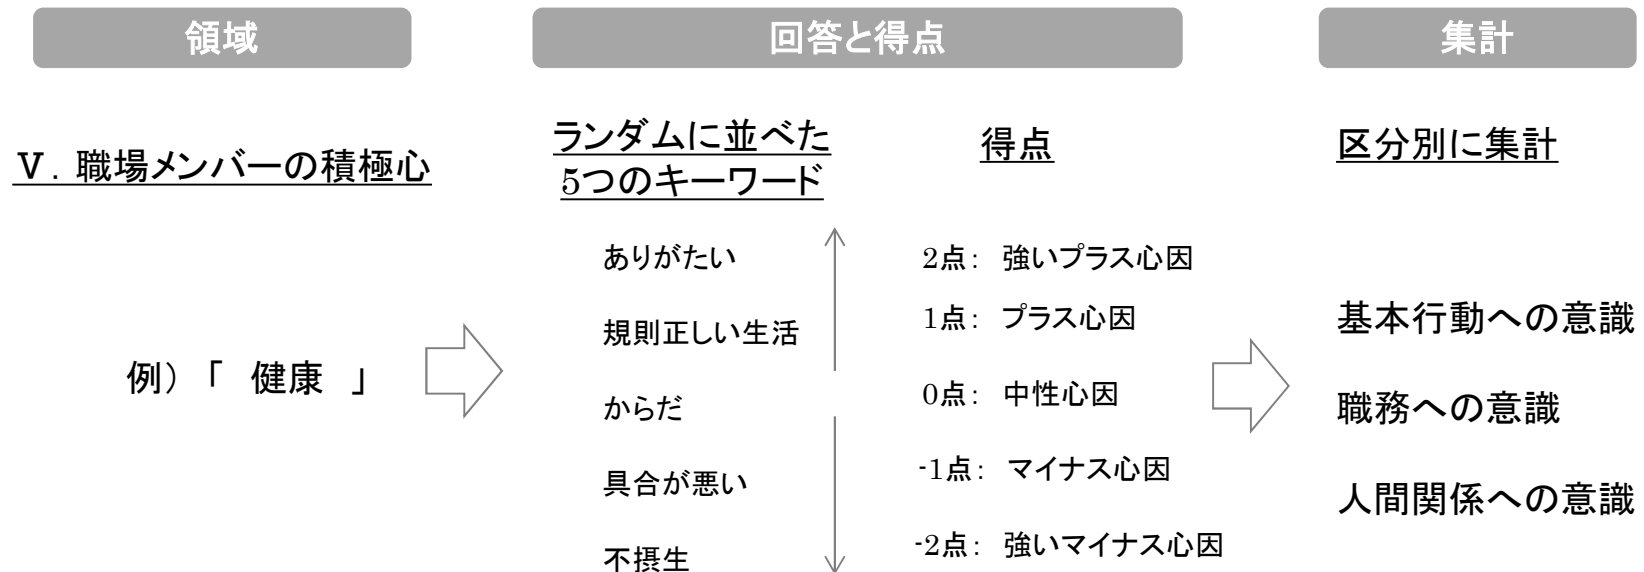 領域
回答と得点
集計
Ⅴ. 職場メンバーの積極心
ランダムに並べた
5つのキーワード
得点
区分別に集計
例）「　健康　」
ありがたい
規則正しい生活
からだ
具合が悪い
不摂生
2点：　強いプラス心因
1点：　プラス心因
0点：　中性心因
-1点：　マイナス心因
-2点：　強いマイナス心因
基本行動への意識
職務への意識
人間関係への意識